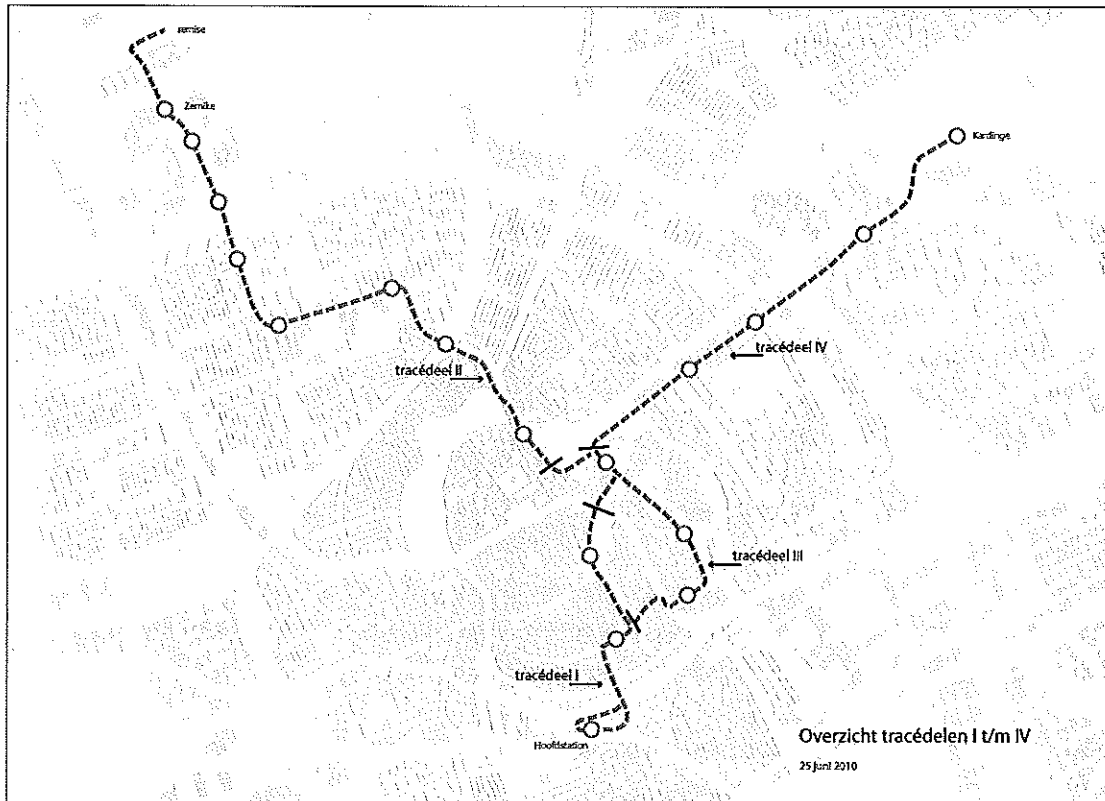 remise
Zernike
Kardinge
tracédeel IV
tracédeel II
tracédeel III
tracédeel I
Hoofdstation
Overzicht tracédelen I t/m IV
25 juni 2010